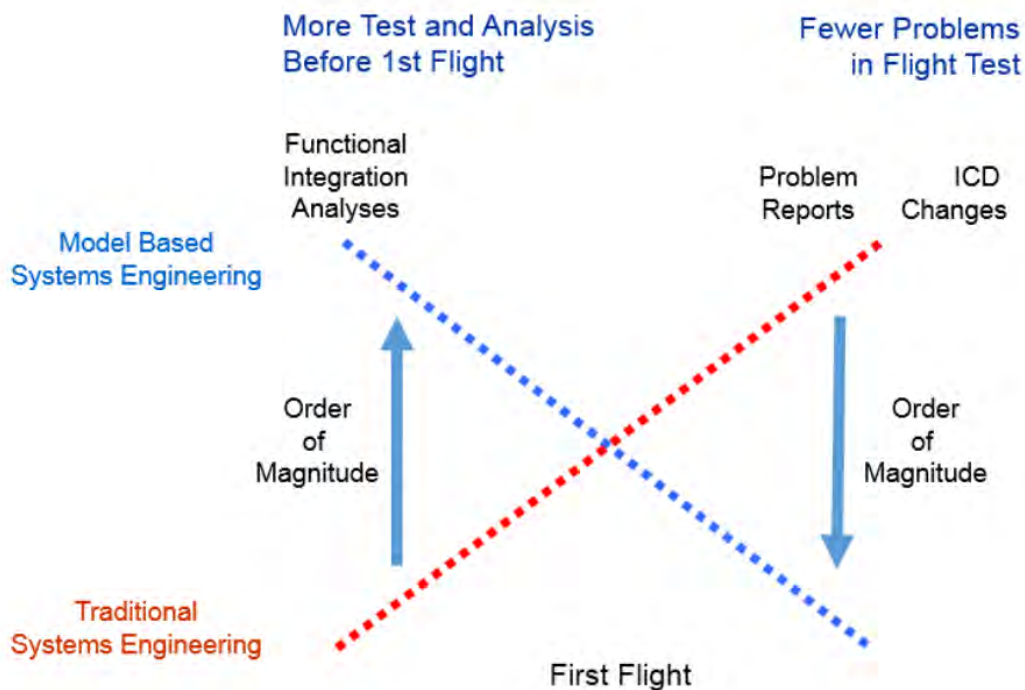 More Test and Analysis
Before 1st Flight
Fewer Problems
in Flight Test
Functional
Integration
Analyses
Problem
Reports
ICD
Changes
Model Based
Systems Engineering
Order
of
Magnitude
Order
of
Magnitude
Traditional
Systems Engineering
First Flight